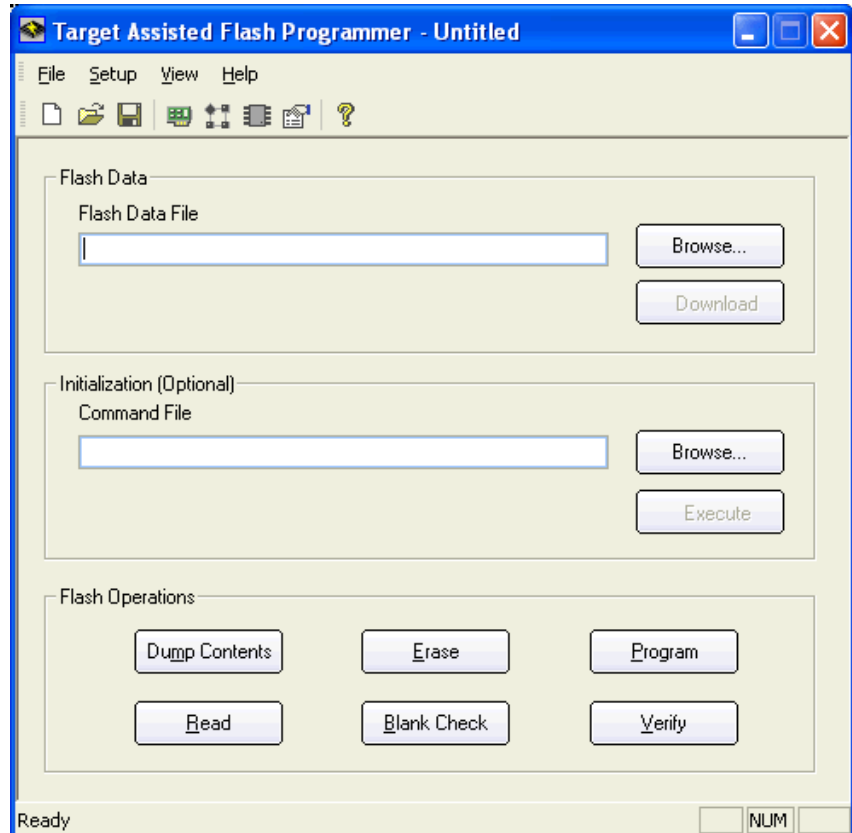 Target Assisted Flash Programmer - Untitled
File Setup View Help
Flash Data
Flash Data File
Browse...
Download
Initialization (Optional)
Command File
Browse...
Execute
Flash Operations
Dump Contents Erase Program
Read Blank Check Verify
Ready NUM